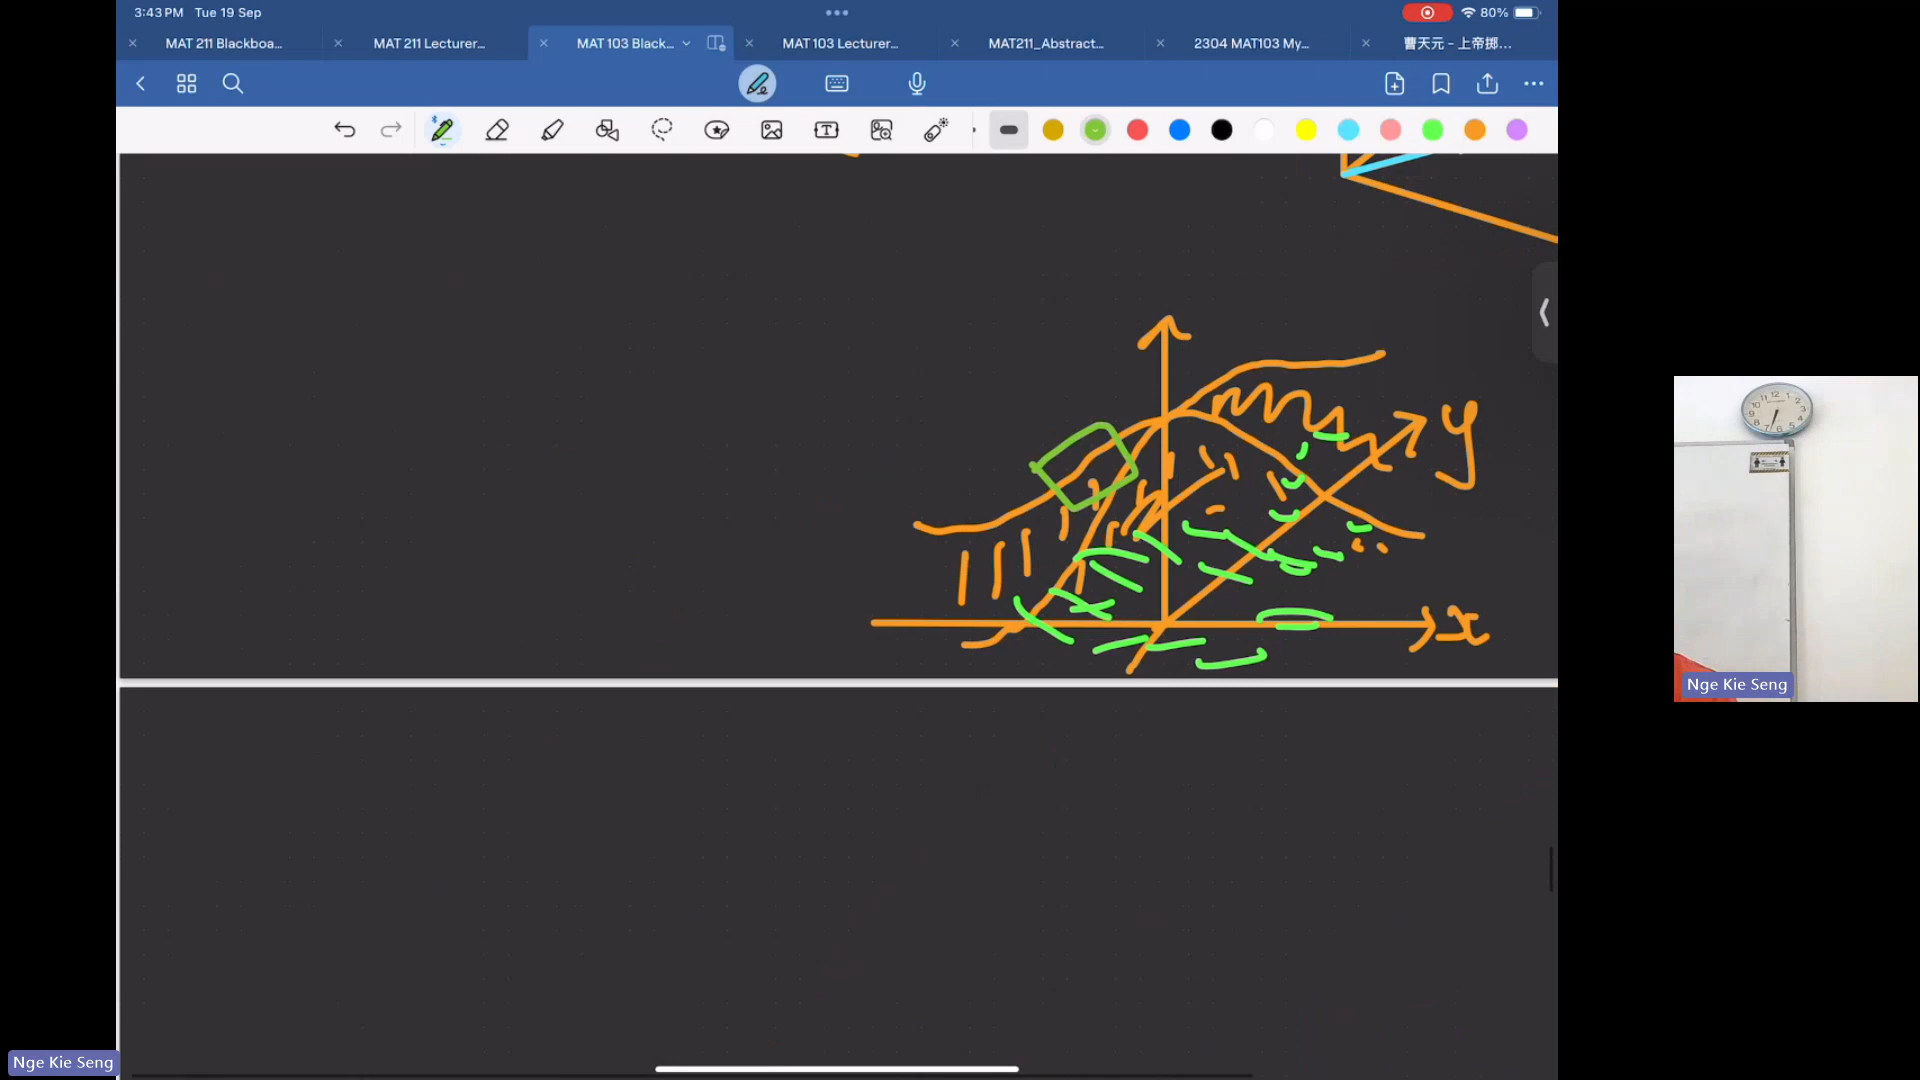 3:43 PM Tue 19 Sep
80%
MAT 211 Blackboa...
MAT 211 Lecturer...
MAT 103 Black...
MAT 103 Lecturer...
MAT211_Abstract...
2304 MAT103 My...
曹天元 - 上帝掷...
y
x
Nge Kie Seng
Nge Kie Seng